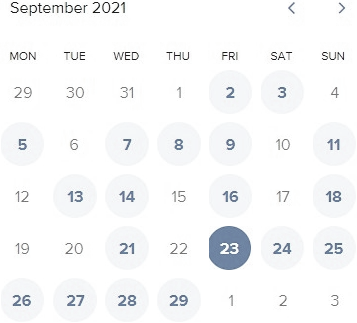 September 2021
MON TUE WED THU FRI SAT SUN
29 30 31 1 2 3 4
5 6 7 8 9 10 11
12 13 14 15 16 17 18
19 20 21 22 23 24 25
26 27 28 29 1 2 3